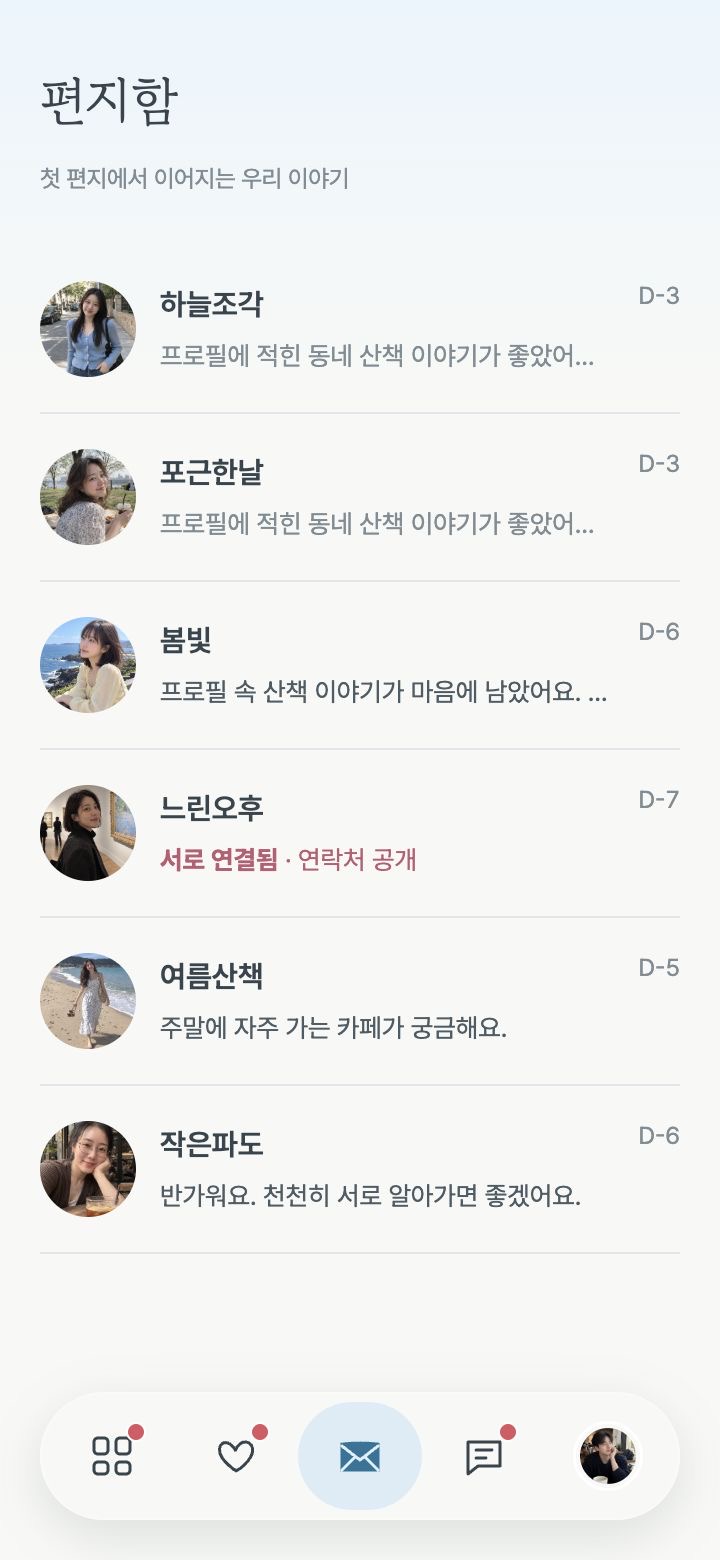 편지함
첫 편지에서 이어지는 우리 이야기
하늘조각
D-3
프로필에 적힌 동네 산책 이야기가 좋았어...
포근한날
D-3
프로필에 적힌 동네 산책 이야기가 좋았어...
봄빛
D-6
프로필 속 산책 이야기가 마음에 남았어요. ...
느린오후
D-7
서로 연결됨 · 연락처 공개
여름산책
D-5
주말에 자주 가는 카페가 궁금해요.
작은파도
D-6
반가워요. 천천히 서로 알아가면 좋겠어요.